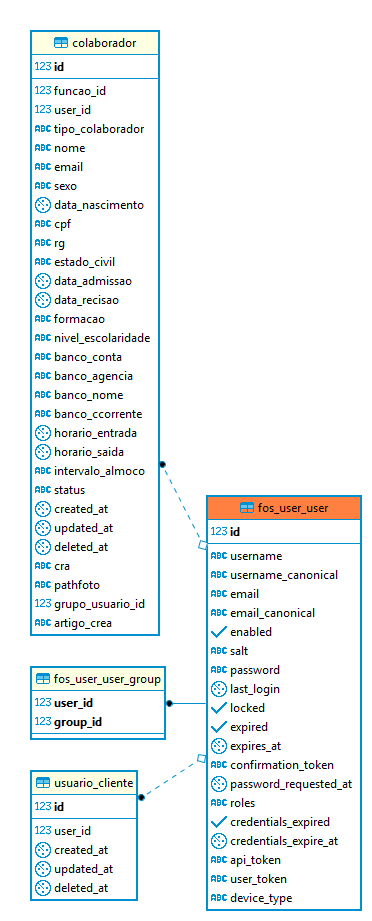 colaborador
123 id
123 funcao_id
123 user_id
ABC tipo_colaborador
ABC nome
ABC email
ABC sexo
data_nascimento
ABC cpf
ABC rg
ABC estado_civil
data_admissao
data_recisao
ABC formacao
ABC nivel_escolaridade
ABC banco_conta
ABC banco_agencia
ABC banco_nome
ABC banco_ccorrente
horario_entrada
horario_saida
ABC intervalo_almoco
ABC status
created_at
updated_at
deleted_at
ABC cra
ABC pathfoto
123 grupo_usuario_id
ABC artigo_crea
fos_user_user
123 id
ABC username
ABC username_canonical
ABC email
ABC email_canonical
enabled
ABC salt
ABC password
last_login
locked
expired
expires_at
ABC confirmation_token
password_requested_at
ABC roles
credentials_expired
credentials_expire_at
ABC api_token
ABC user_token
ABC device_type
fos_user_user_group
123 user_id
123 group_id
usuario_cliente
123 id
123 user_id
created_at
updated_at
deleted_at